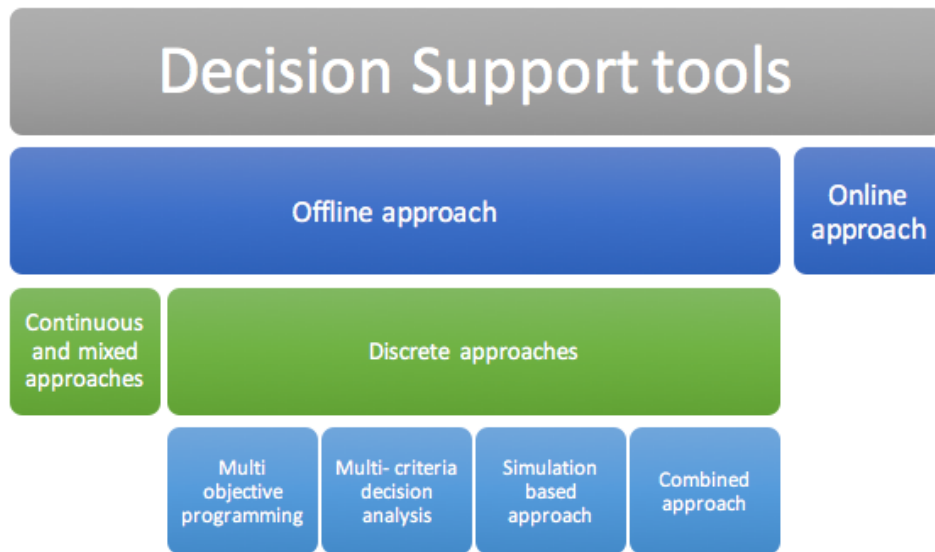 Decision Support tools
Offline approach
Online
approach
Continuous
and mixed
approaches
Discrete approaches
Multi
objective
programming
Multi- criteria
decision
analysis
Simulation
based
approach
Combined
approach